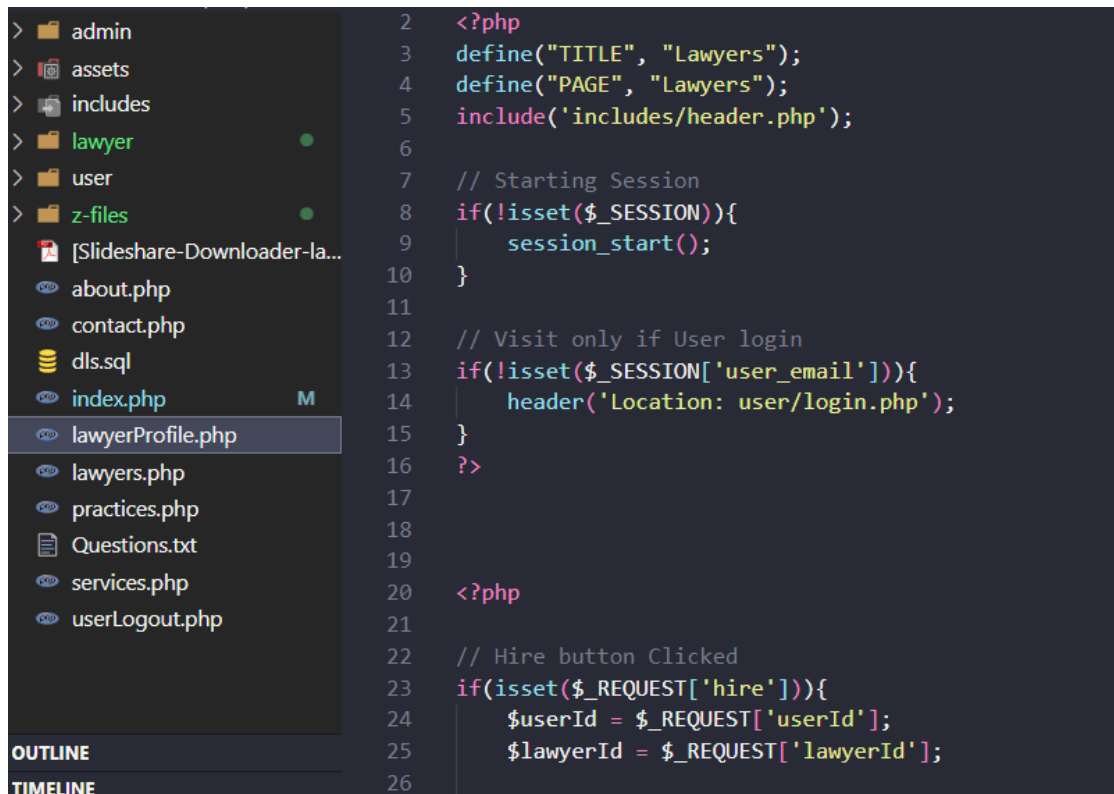 admin
assets
includes
lawyer
user
z-files
[Slideshare-Downloader-la...
about.php
contact.php
dls.sql
index.php M
lawyerProfile.php
lawyers.php
practices.php
Questions.txt
services.php
userLogout.php
OUTLINE
TIMELINE
2 <?php
3 define("TITLE", "Lawyers");
4 define("PAGE", "Lawyers");
5 include('includes/header.php');
6
7 // Starting Session
8 if(!isset($_SESSION)){
9 session_start();
10 }
11
12 // Visit only if User login
13 if(!isset($_SESSION['user_email'])){
14 header('Location: user/login.php');
15 }
16 ?>
17
18
19
20 <?php
21
22 // Hire button Clicked
23 if(isset($_REQUEST['hire'])){
24 $userId = $_REQUEST['userId'];
25 $lawyerId = $_REQUEST['lawyerId'];
26